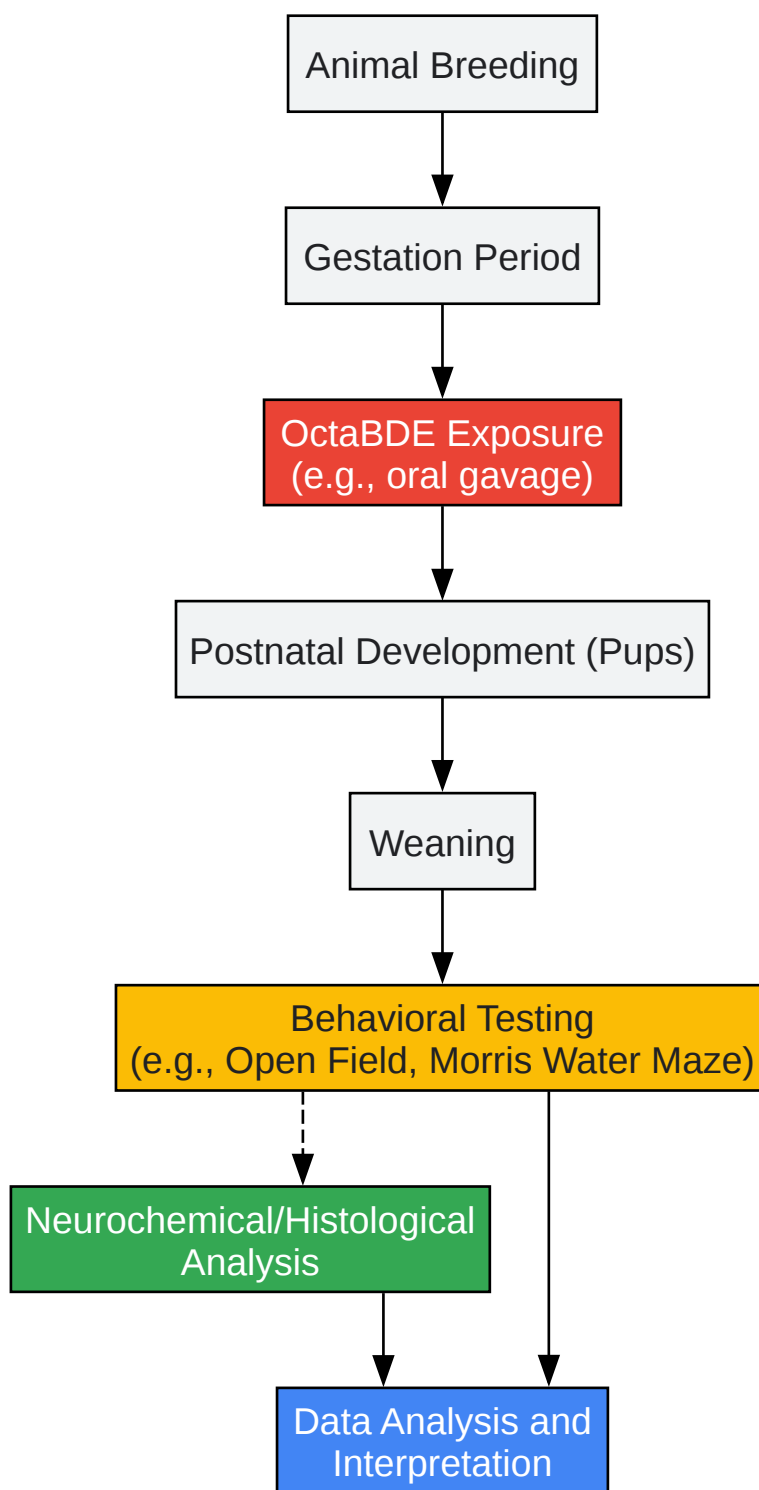 Animal Breeding
Gestation Period
OctaBDE Exposure
(e.g., oral gavage)
Postnatal Development (Pups)
Weaning
Behavioral Testing
(e.g., Open Field, Morris Water Maze)
Neurochemical/Histological
Analysis
Data Analysis and
Interpretation